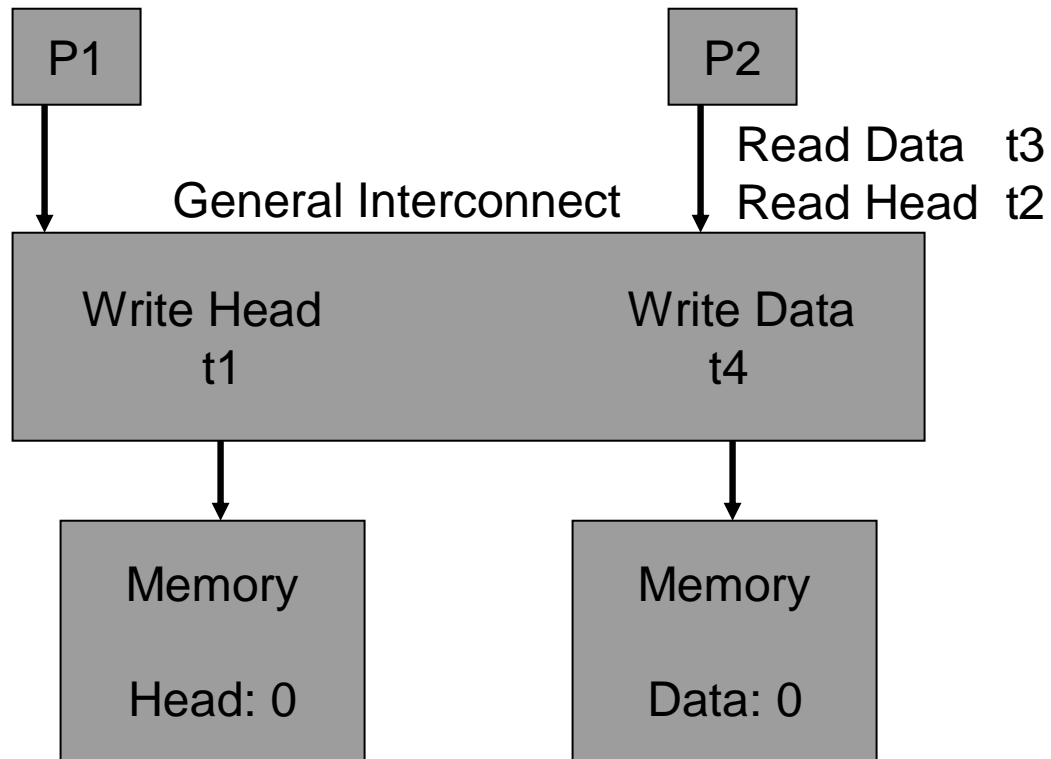 P1
P2
Read Data t3
General Interconnect
Read Head t2
Write Head
t1
Write Data
t4
Memory
Head: 0
Memory
Data: 0